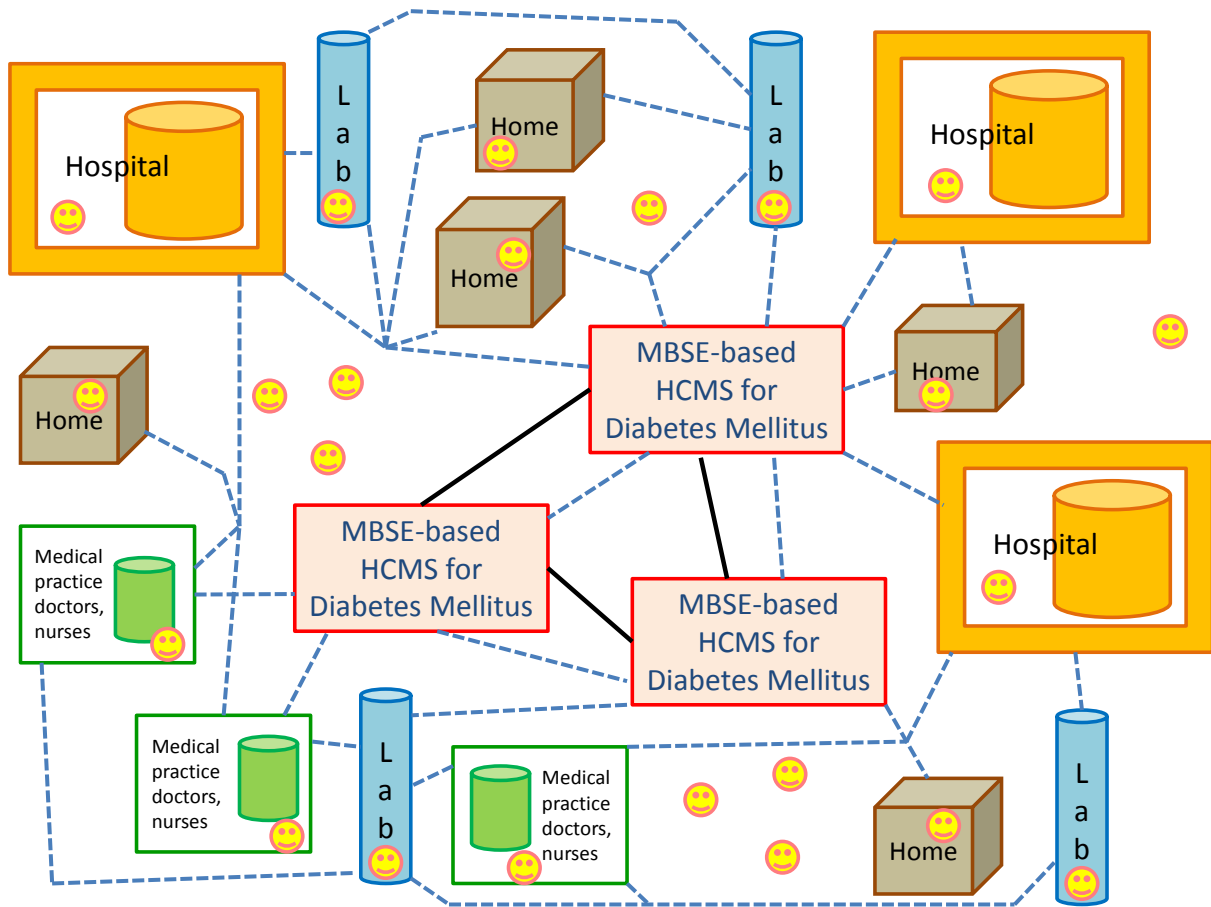 L
a
b
L
a
b
Hospital
Home
Hospital
Home
Home
Home
MBSE-based
HCMS for
Diabetes Mellitus
MBSE-based
HCMS for
Diabetes Mellitus
Hospital
Medical
practice
doctors,
nurses
MBSE-based
HCMS for
Diabetes Mellitus
Medical
practice
doctors,
nurses
L
a
b
Medical
practice
doctors,
nurses
Home
L
a
b